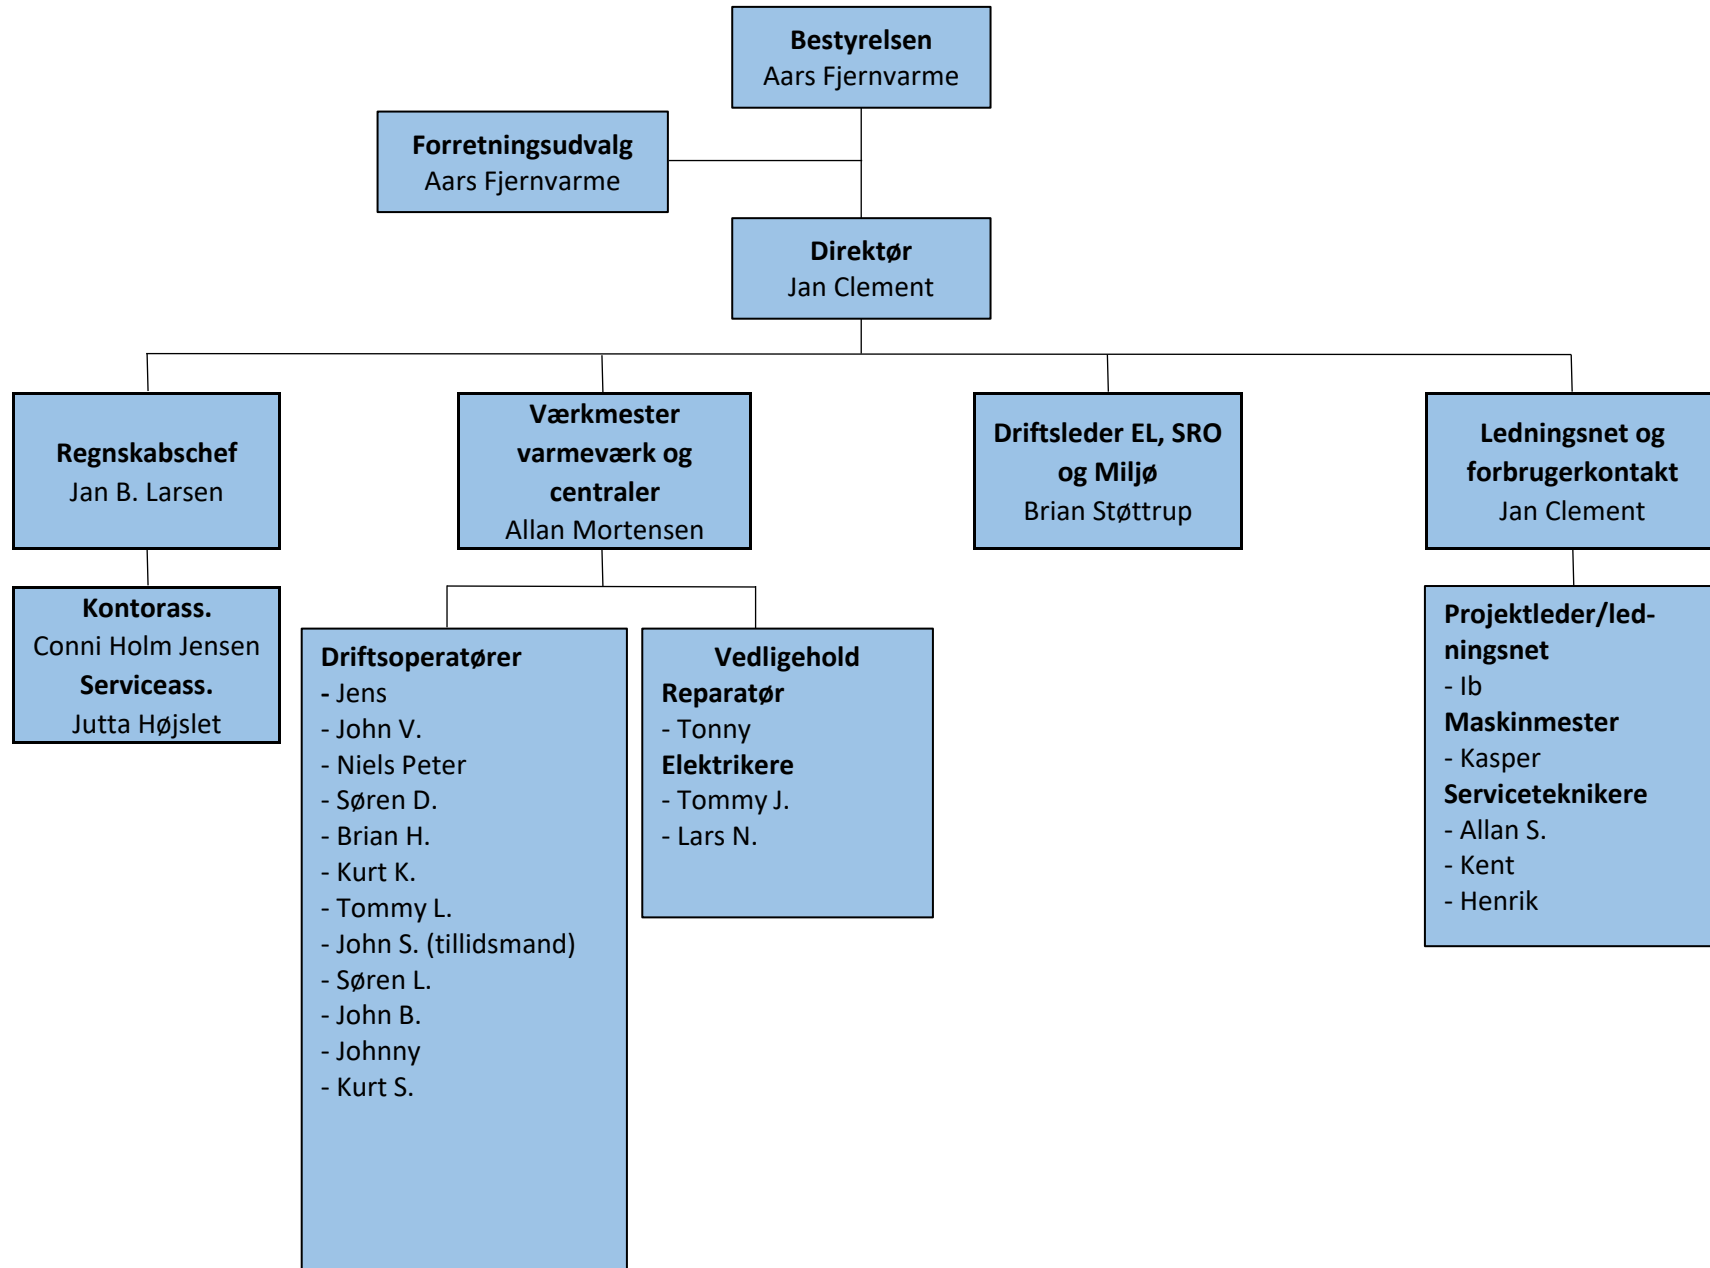 Bestyrelsen
Aars Fjernvarme
Forretningsudvalg
Aars Fjernvarme
Direktør
Jan Clement
Regnskabschef
Jan B. Larsen
Værkmester
varmeværk og
centraler
Allan Mortensen
Driftsleder EL, SRO
og Miljø
Brian Støttrup
Ledningsnet og
forbrugerkontakt
Jan Clement
Kontorass.
Conni Holm Jensen
Serviceass.
Jutta Højslet
Driftsoperatører
- Jens
- John V.
- Niels Peter
- Søren D.
- Brian H.
- Kurt K.
- Tommy L.
- John S. (tillidsmand)
- Søren L.
- John B.
- Johnny
- Kurt S.
Vedligehold
Reparatør
- Tonny
Elektrikere
- Tommy J.
- Lars N.
Projektleder/led-
ningsnet
- Ib
Maskinmester
- Kasper
Serviceteknikere
- Allan S.
- Kent
- Henrik